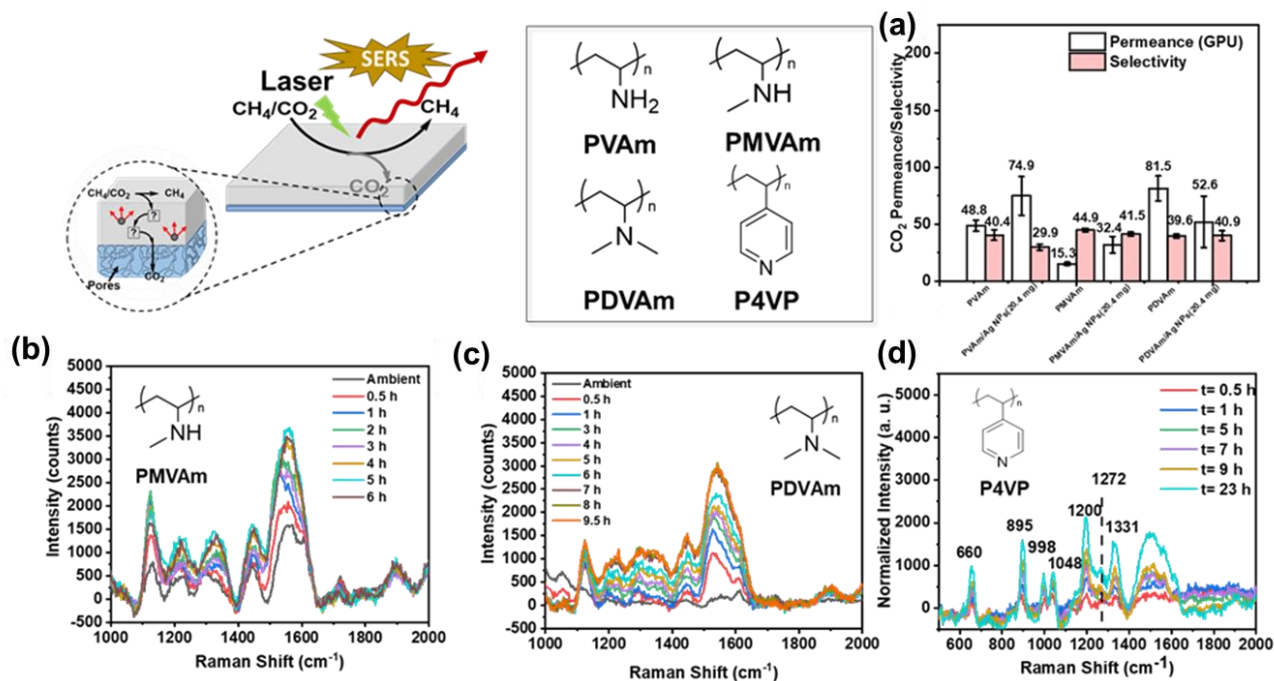 SERS
Laser
CH4/CO2
CH4
CO2
CH4/CO2
CH4
?
?
CO2
Pores
( )n
NH2
PVAm
( )n
NH
PMVAm
( )n
N
PDVAm
( )n
N
P4VP
(a)
Permeance (GPU)
Selectivity
CO2 Permeance/Selectivity
200
150
100
50
0
48.8
40.4
74.9
29.9
15.3
44.9
32.4
41.5
81.5
39.6
52.6
40.9
PVAm
PvAm/Ag NPs(20.4 mg)
PMVAm
PMVAm/Ag NPs(20.4 mg)
PDvAm
PDVAm/Ag NPs(20.4 mg)
(b)
Intensity (counts)
5000
4500
4000
3500
3000
2500
2000
1500
1000
500
0
-500
1000
1200
1400
1600
1800
2000
Raman Shift (cm-1)
( )n
NH
PMVAm
Ambient
0.5 h
1 h
2 h
3 h
4 h
5 h
6 h
(c)
Intensity (counts)
5000
4500
4000
3500
3000
2500
2000
1500
1000
500
0
-500
1000
1200
1400
1600
1800
2000
Raman Shift (cm-1)
Ambient
0.5 h
1 h
3 h
4 h
5 h
6 h
7 h
8 h
9.5 h
( )n
N
PDVAm
(d)
Normalized Intensity (a. u.)
5000
4000
3000
2000
1000
0
600
800
1000
1200
1400
1600
1800
2000
Raman Shift (cm-1)
( )n
N
P4VP
t= 0.5 h
t= 1 h
t= 5 h
t= 7 h
t= 9 h
t= 23 h
660
895
998
1048
1200
1272
1331